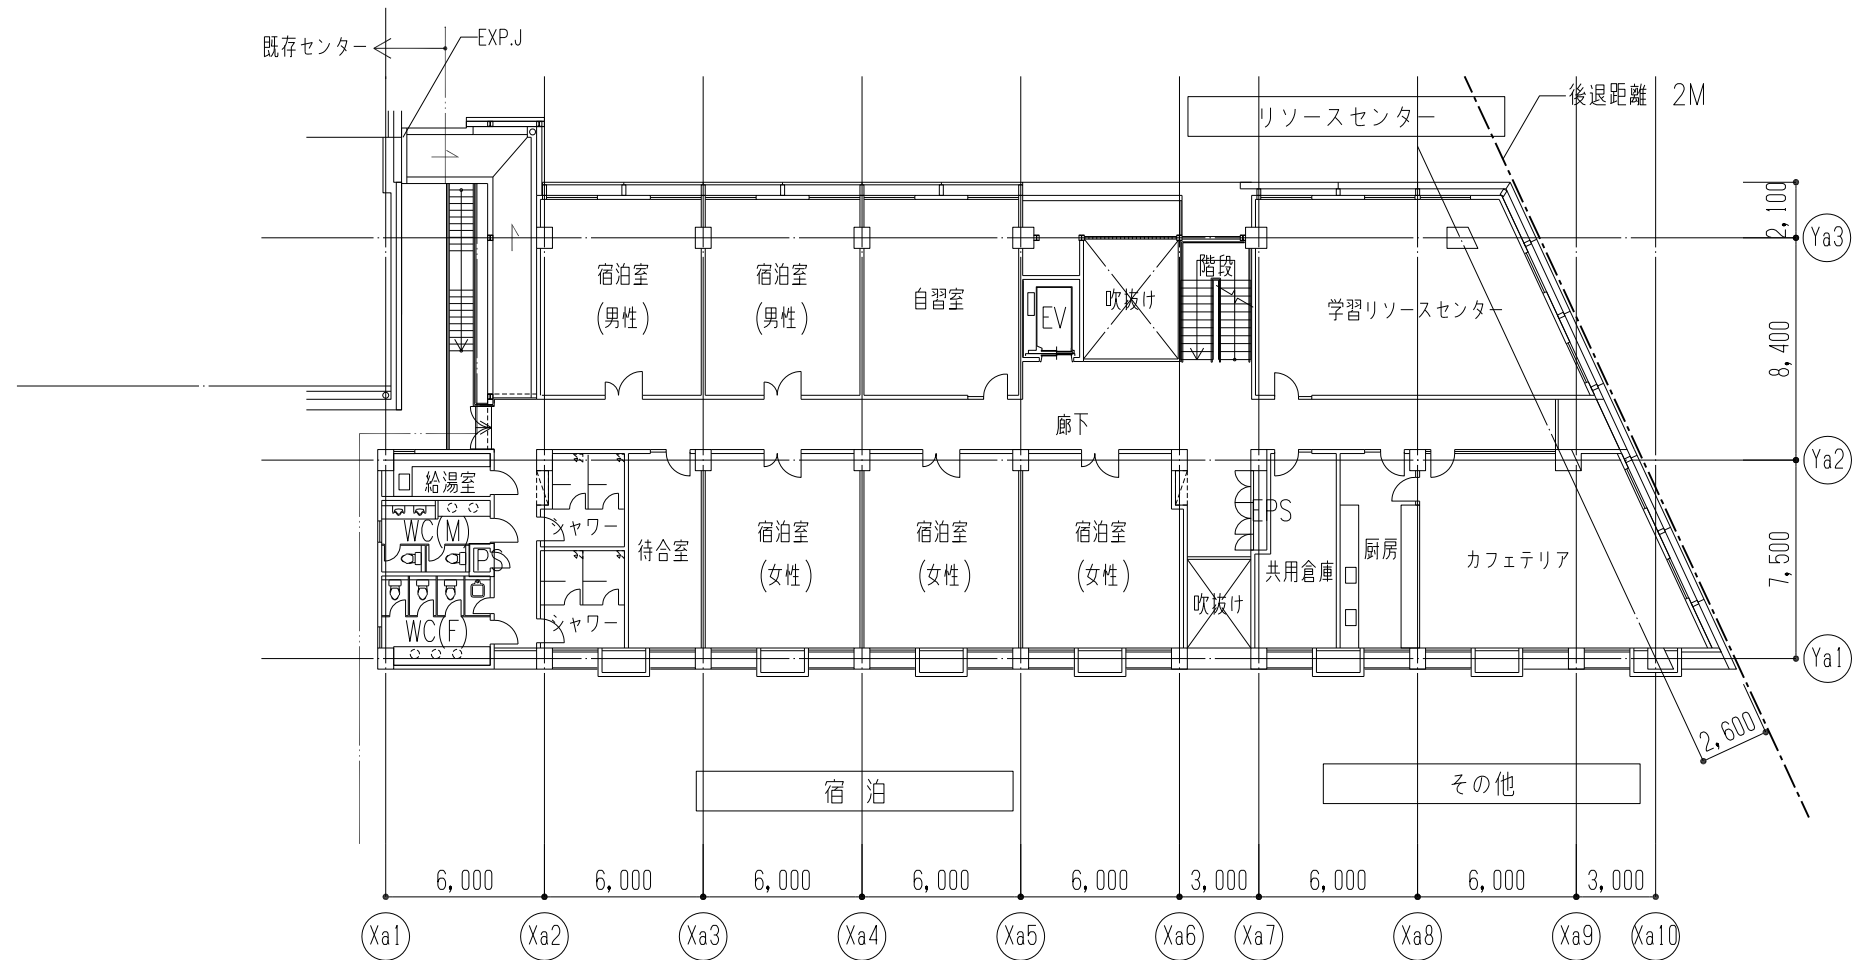 既存センター
EXP.J
後退距離 2M
リソースセンター
2,100
Ya3
宿泊室
(男性)
宿泊室
(男性)
自習室
EV
吹抜け
階段
学習リソースセンター
8,400
廊下
Ya2
給湯室
WC(M)
PS
WC(F)
シャワー
シャワー
待合室
宿泊室
(女性)
宿泊室
(女性)
宿泊室
(女性)
EPS
吹抜け
共用倉庫
厨房
カフェテリア
7,500
Ya1
2,600
宿 泊
その他
6,000
6,000
6,000
6,000
6,000
3,000
6,000
6,000
3,000
Xa1
Xa2
Xa3
Xa4
Xa5
Xa6
Xa7
Xa8
Xa9
Xa10